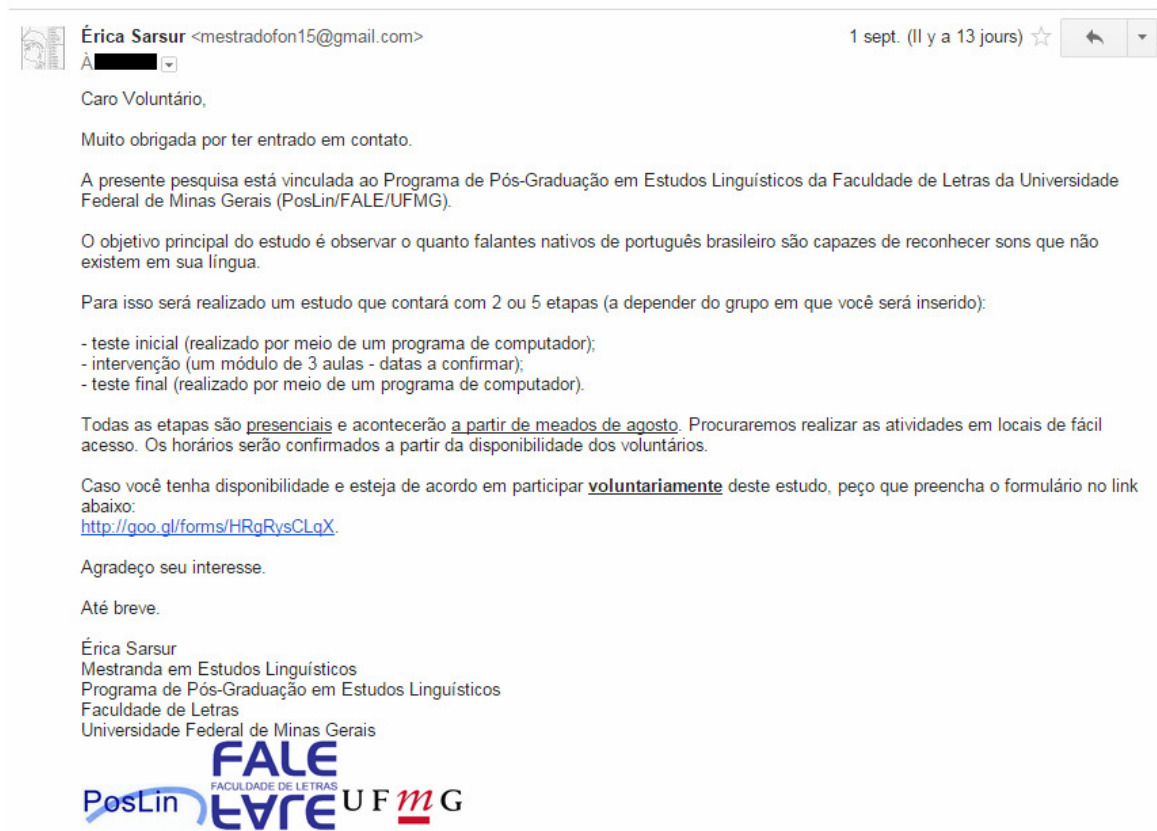 Érica Sarsur <mestradofon15@gmail.com>
1 sept. (Il y a 13 jours)
À
Caro Voluntário,
Muito obrigada por ter entrado em contato.
A presente pesquisa está vinculada ao Programa de Pós-Graduação em Estudos Linguísticos da Faculdade de Letras da Universidade
Federal de Minas Gerais (PosLin/FALE/UFMG).
O objetivo principal do estudo é observar o quanto falantes nativos de português brasileiro são capazes de reconhecer sons que não
existem em sua língua.
Para isso será realizado um estudo que contará com 2 ou 5 etapas (a depender do grupo em que você será inserido):
- teste inicial (realizado por meio de um programa de computador);
- intervenção (um módulo de 3 aulas - datas a confirmar);
- teste final (realizado por meio de um programa de computador).
Todas as etapas são presenciais e acontecerão a partir de meados de agosto. Procuraremos realizar as atividades em locais de fácil
acesso. Os horários serão confirmados a partir da disponibilidade dos voluntários.
Caso você tenha disponibilidade e esteja de acordo em participar voluntariamente deste estudo, peço que preencha o formulário no link
abaixo:
http://goo.gl/forms/HRgRysCLqX.
Agradeço seu interesse.
Até breve.
Érica Sarsur
Mestranda em Estudos Linguísticos
Programa de Pós-Graduação em Estudos Linguísticos
Faculdade de Letras
Universidade Federal de Minas Gerais
FALE
FACULDADE DE LETRAS
PosLin
FALE
UFmG